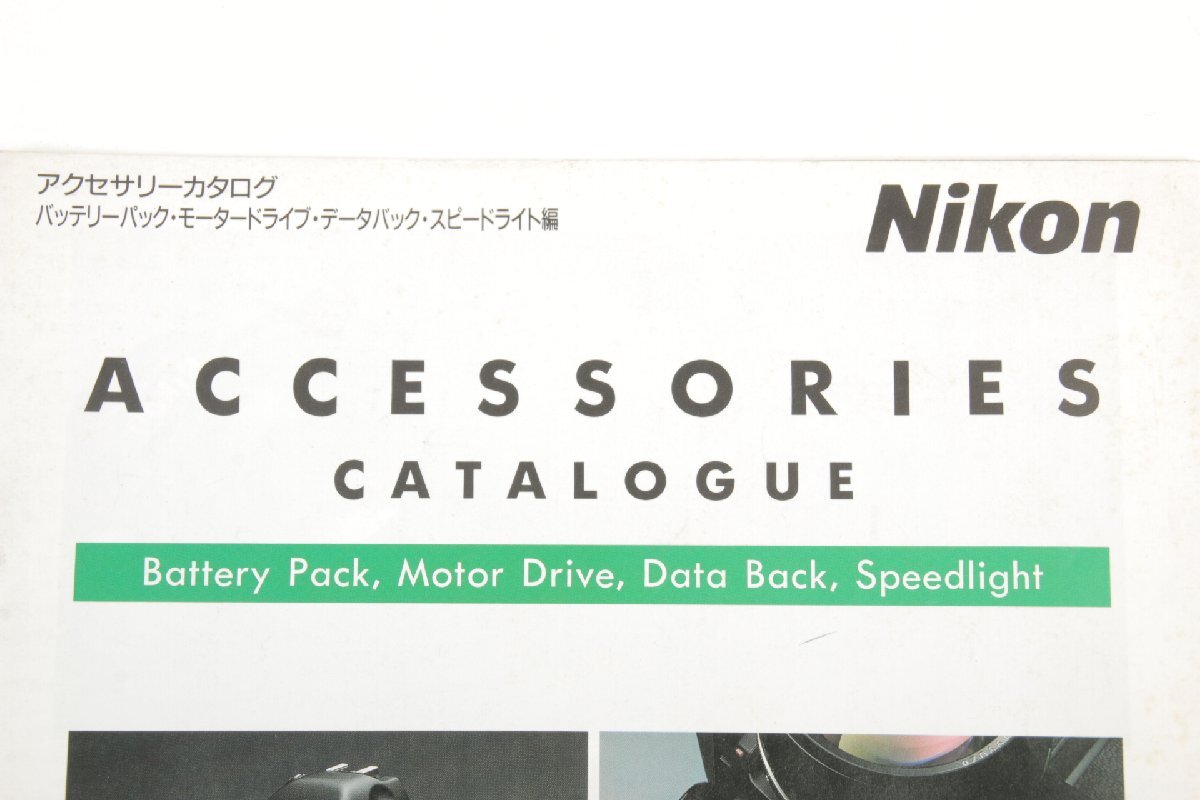 アクセサリーカタログ
バッテリーパック・モータードライブ・データバック・スピードライト編
Nikon
ACCESSORIES
CATALOGUE
Battery Pack, Motor Drive, Data Back, Speedlight